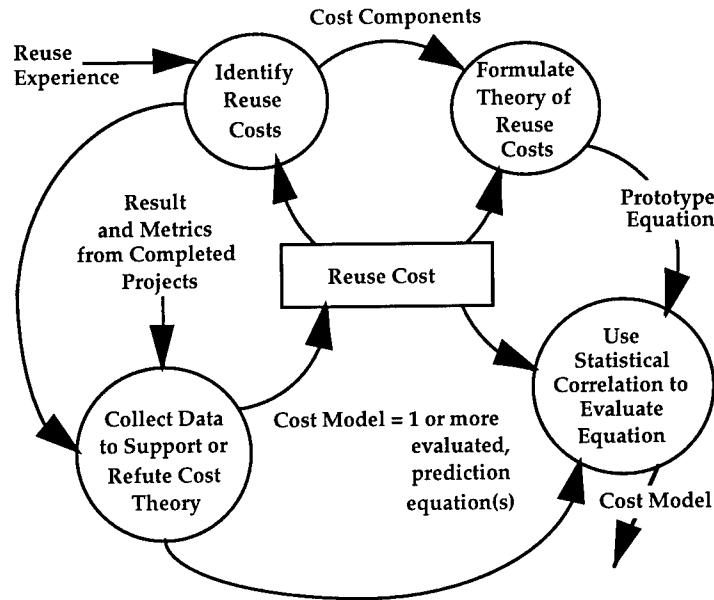 Cost Components
Reuse
Experience
Identify
Reuse
Costs
Formulate
Theory of
Reuse
Costs
Result
and Metrics
from Completed
Projects
Prototype
Equation
Reuse Cost
Use
Statistical
Correlation to
Evaluate
Equation
Collect Data
to Support or
Refute Cost
Theory
Cost Model = 1 or more
evaluated,
prediction
equation(s)
Cost Model